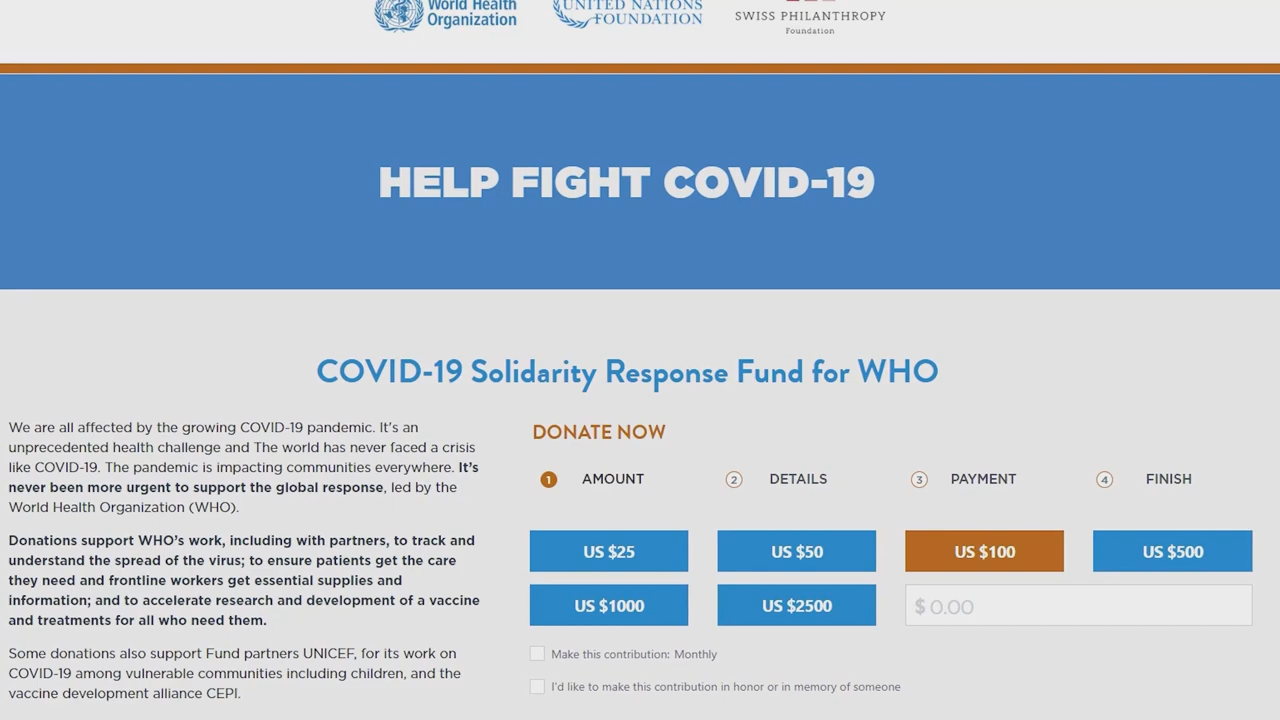 World Health
Organization
UNITED NATIONS
FOUNDATION
SWISS PHILANTHROPY
Foundation
HELP FIGHT COVID-19
COVID-19 Solidarity Response Fund for WHO
We are all affected by the growing COVID-19 pandemic. It's an
unprecedented health challenge and The world has never faced a crisis
like COVID-19. The pandemic is impacting communities everywhere. It's
never been more urgent to support the global response, led by the
World Health Organization (WHO).
Donations support WHO's work, including with partners, to track and
understand the spread of the virus; to ensure patients get the care
they need and frontline workers get essential supplies and
information; and to accelerate research and development of a vaccine
and treatments for all who need them.
Some donations also support Fund partners UNICEF, for its work on
COVID-19 among vulnerable communities including children, and the
vaccine development alliance CEPI.
DONATE NOW
1 AMOUNT 2 DETAILS 3 PAYMENT 4 FINISH
US $25 US $50 US $100 US $500
US $1000 US $2500 $ 0.00
Make this contribution: Monthly
I'd like to make this contribution in honor or in memory of someone